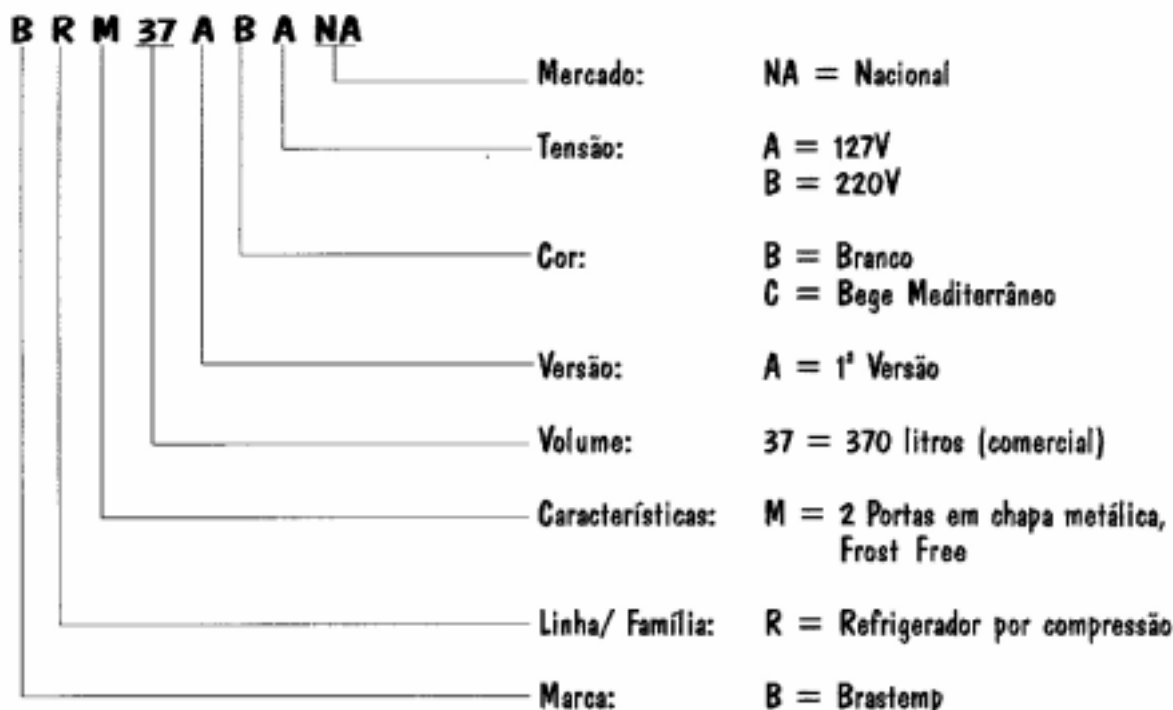 B R M 37 A B A NA
Mercado: NA = Nacional
Tensão: A = 127V
B = 220V
Cor: B = Branco
C = Bege Mediterrâneo
Versão: A = 1ª Versão
Volume: 37 = 370 litros (comercial)
Características: M = 2 Portas em chapa metálica,
Frost Free
Linha/ Família: R = Refrigerador por compressão
Marca: B = Brastemp